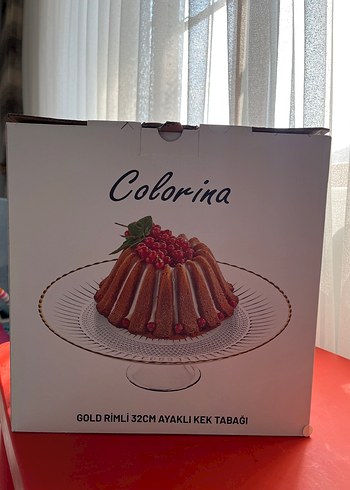 Colorina
GOLD RİMLİ 32CM AYAKLI KEK TABAĞI